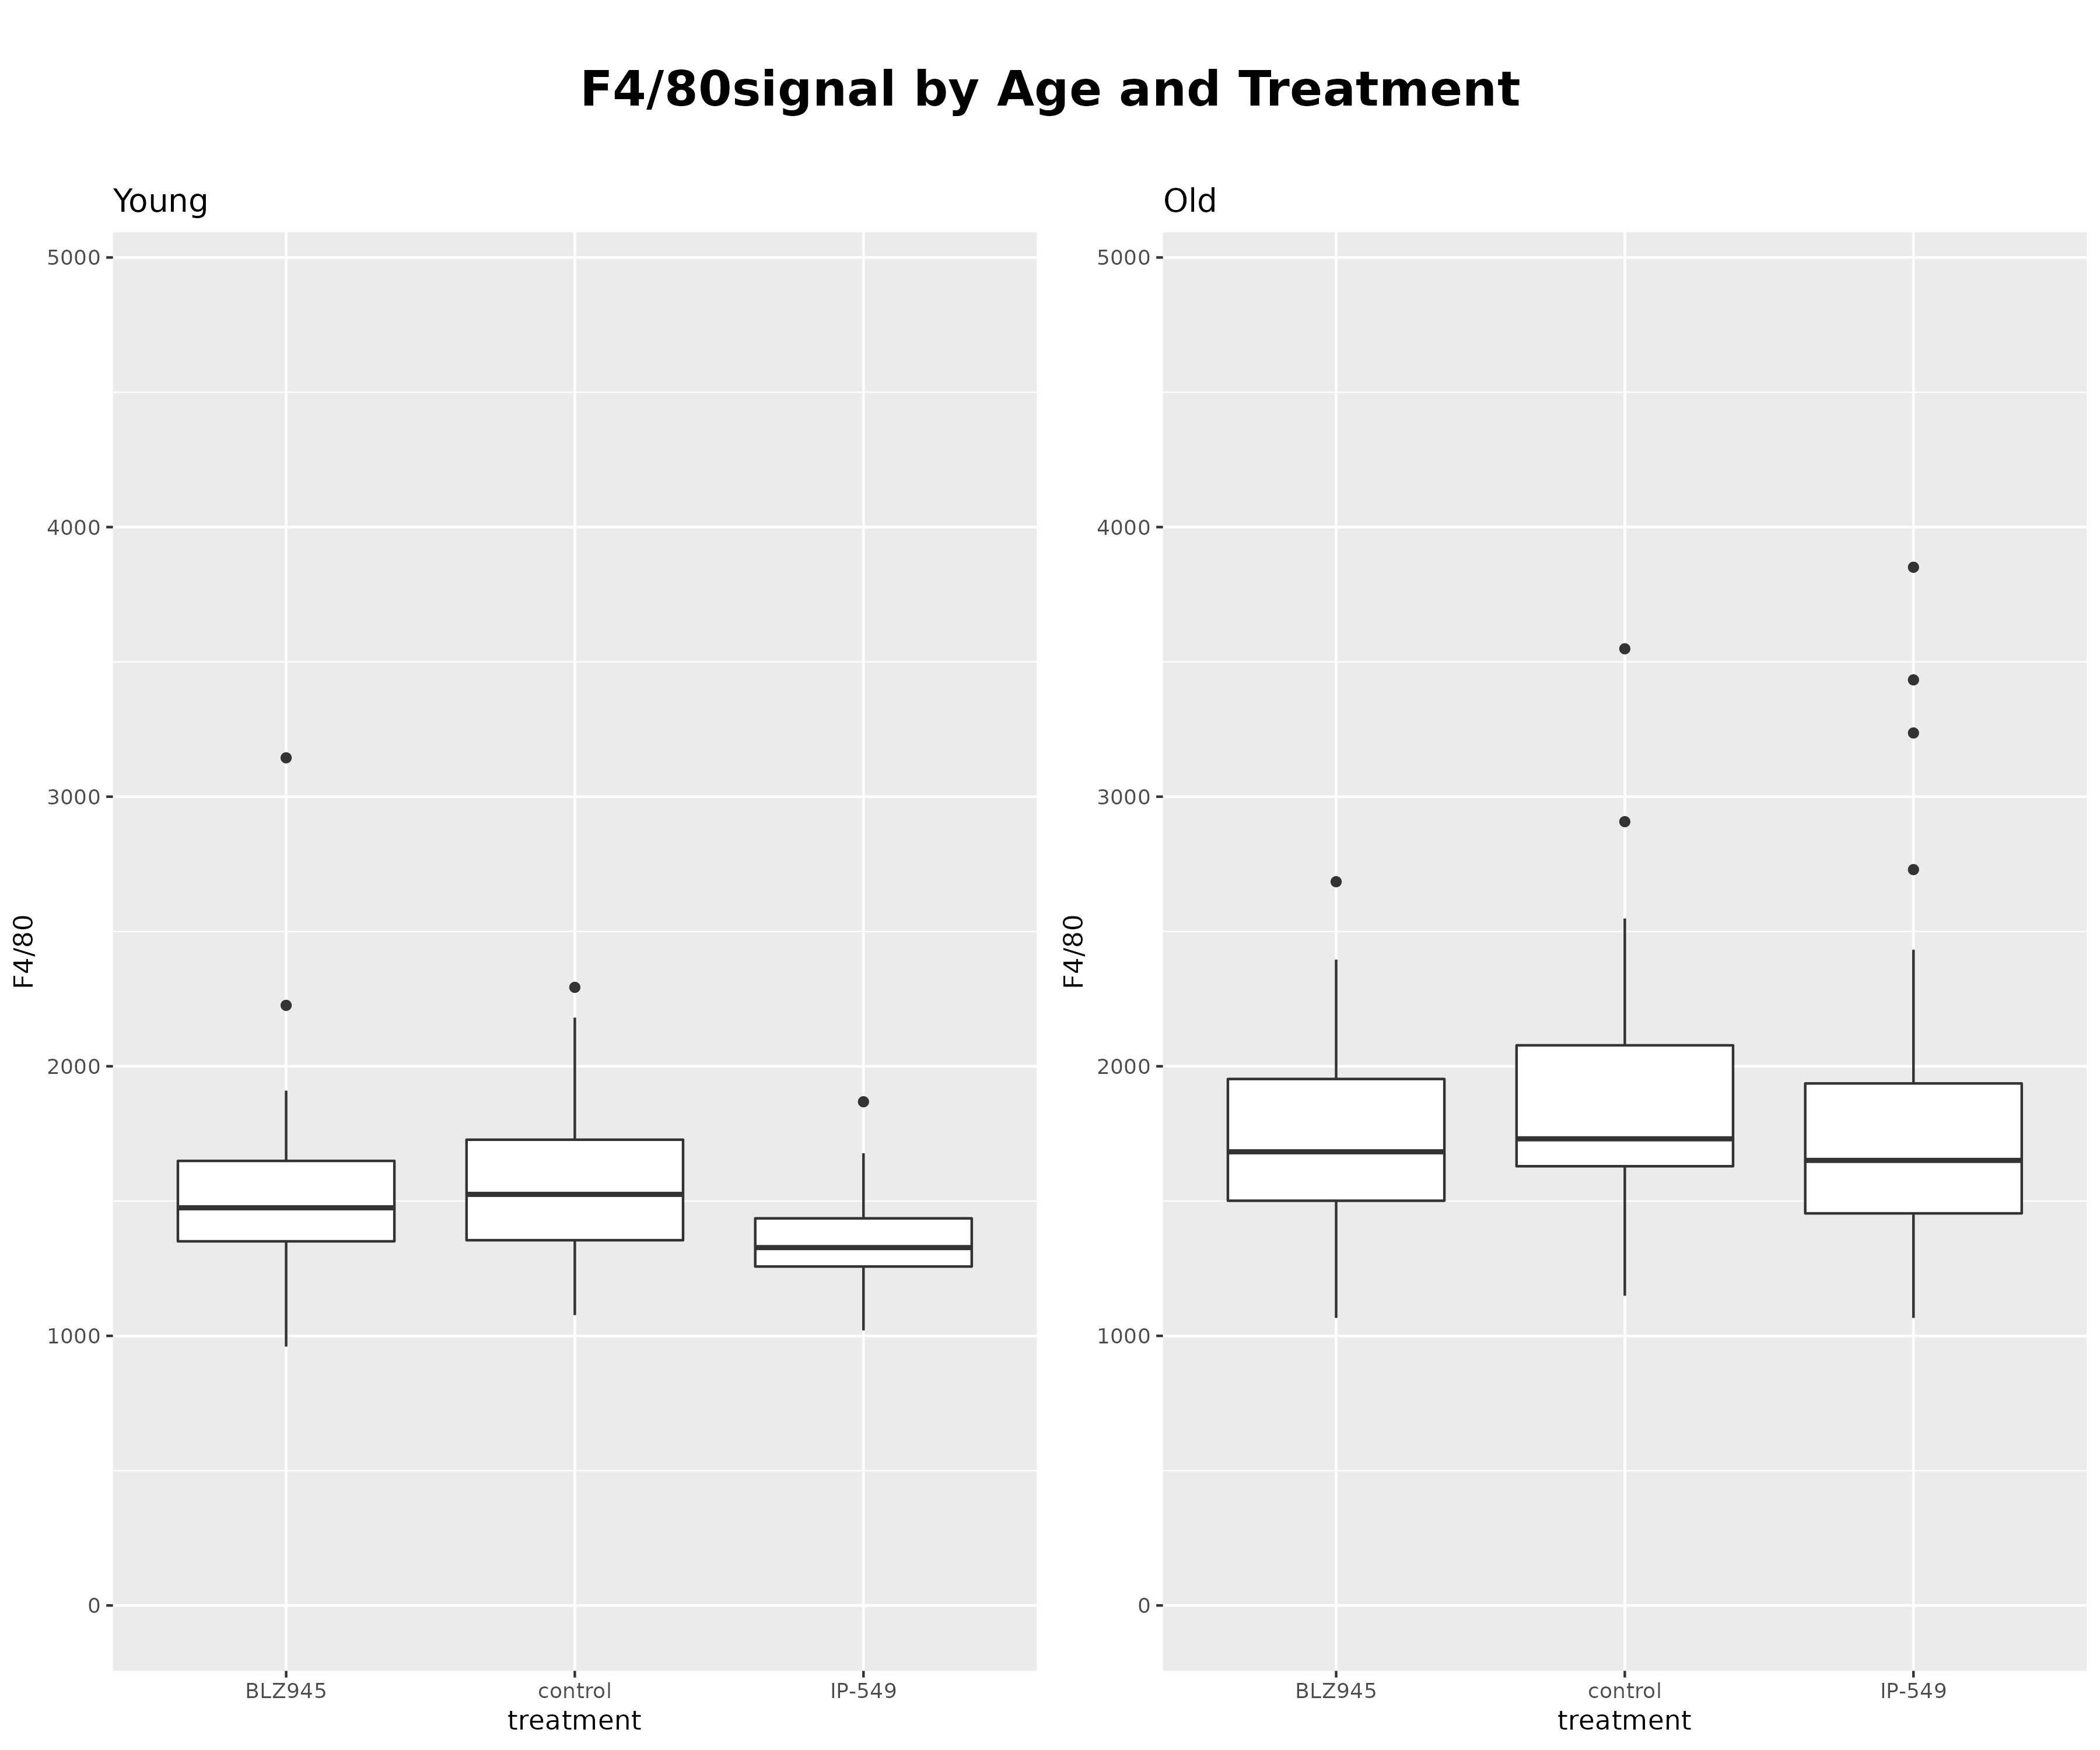 F4/80signal by Age and Treatment
Young
5000
4000
3000
2000
1000
0
F4/80
BLZ945 control IP-549
treatment
Old
5000
4000
3000
2000
1000
0
F4/80
BLZ945 control IP-549
treatment